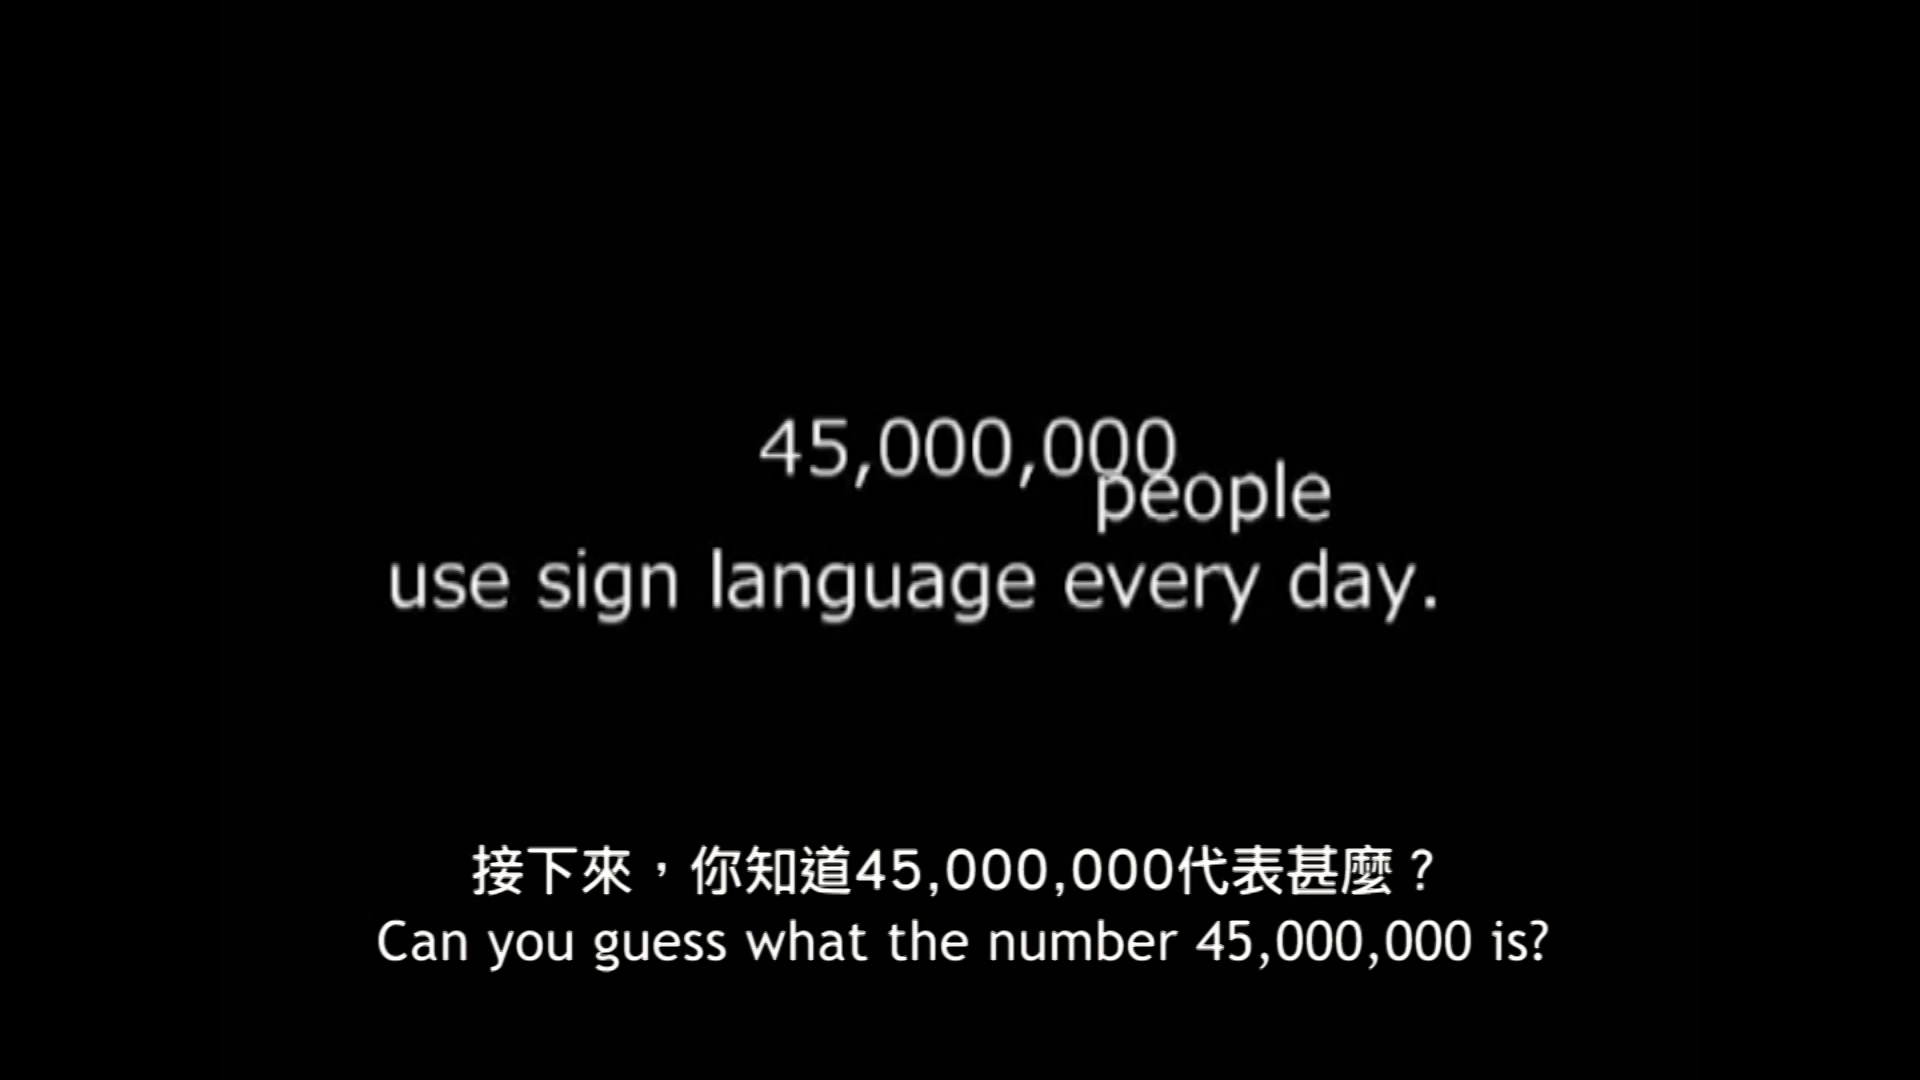 45,000,000
people
use sign language every day.
接下來，你知道45,000,000代表甚麼？
Can you guess what the number 45,000,000 is?